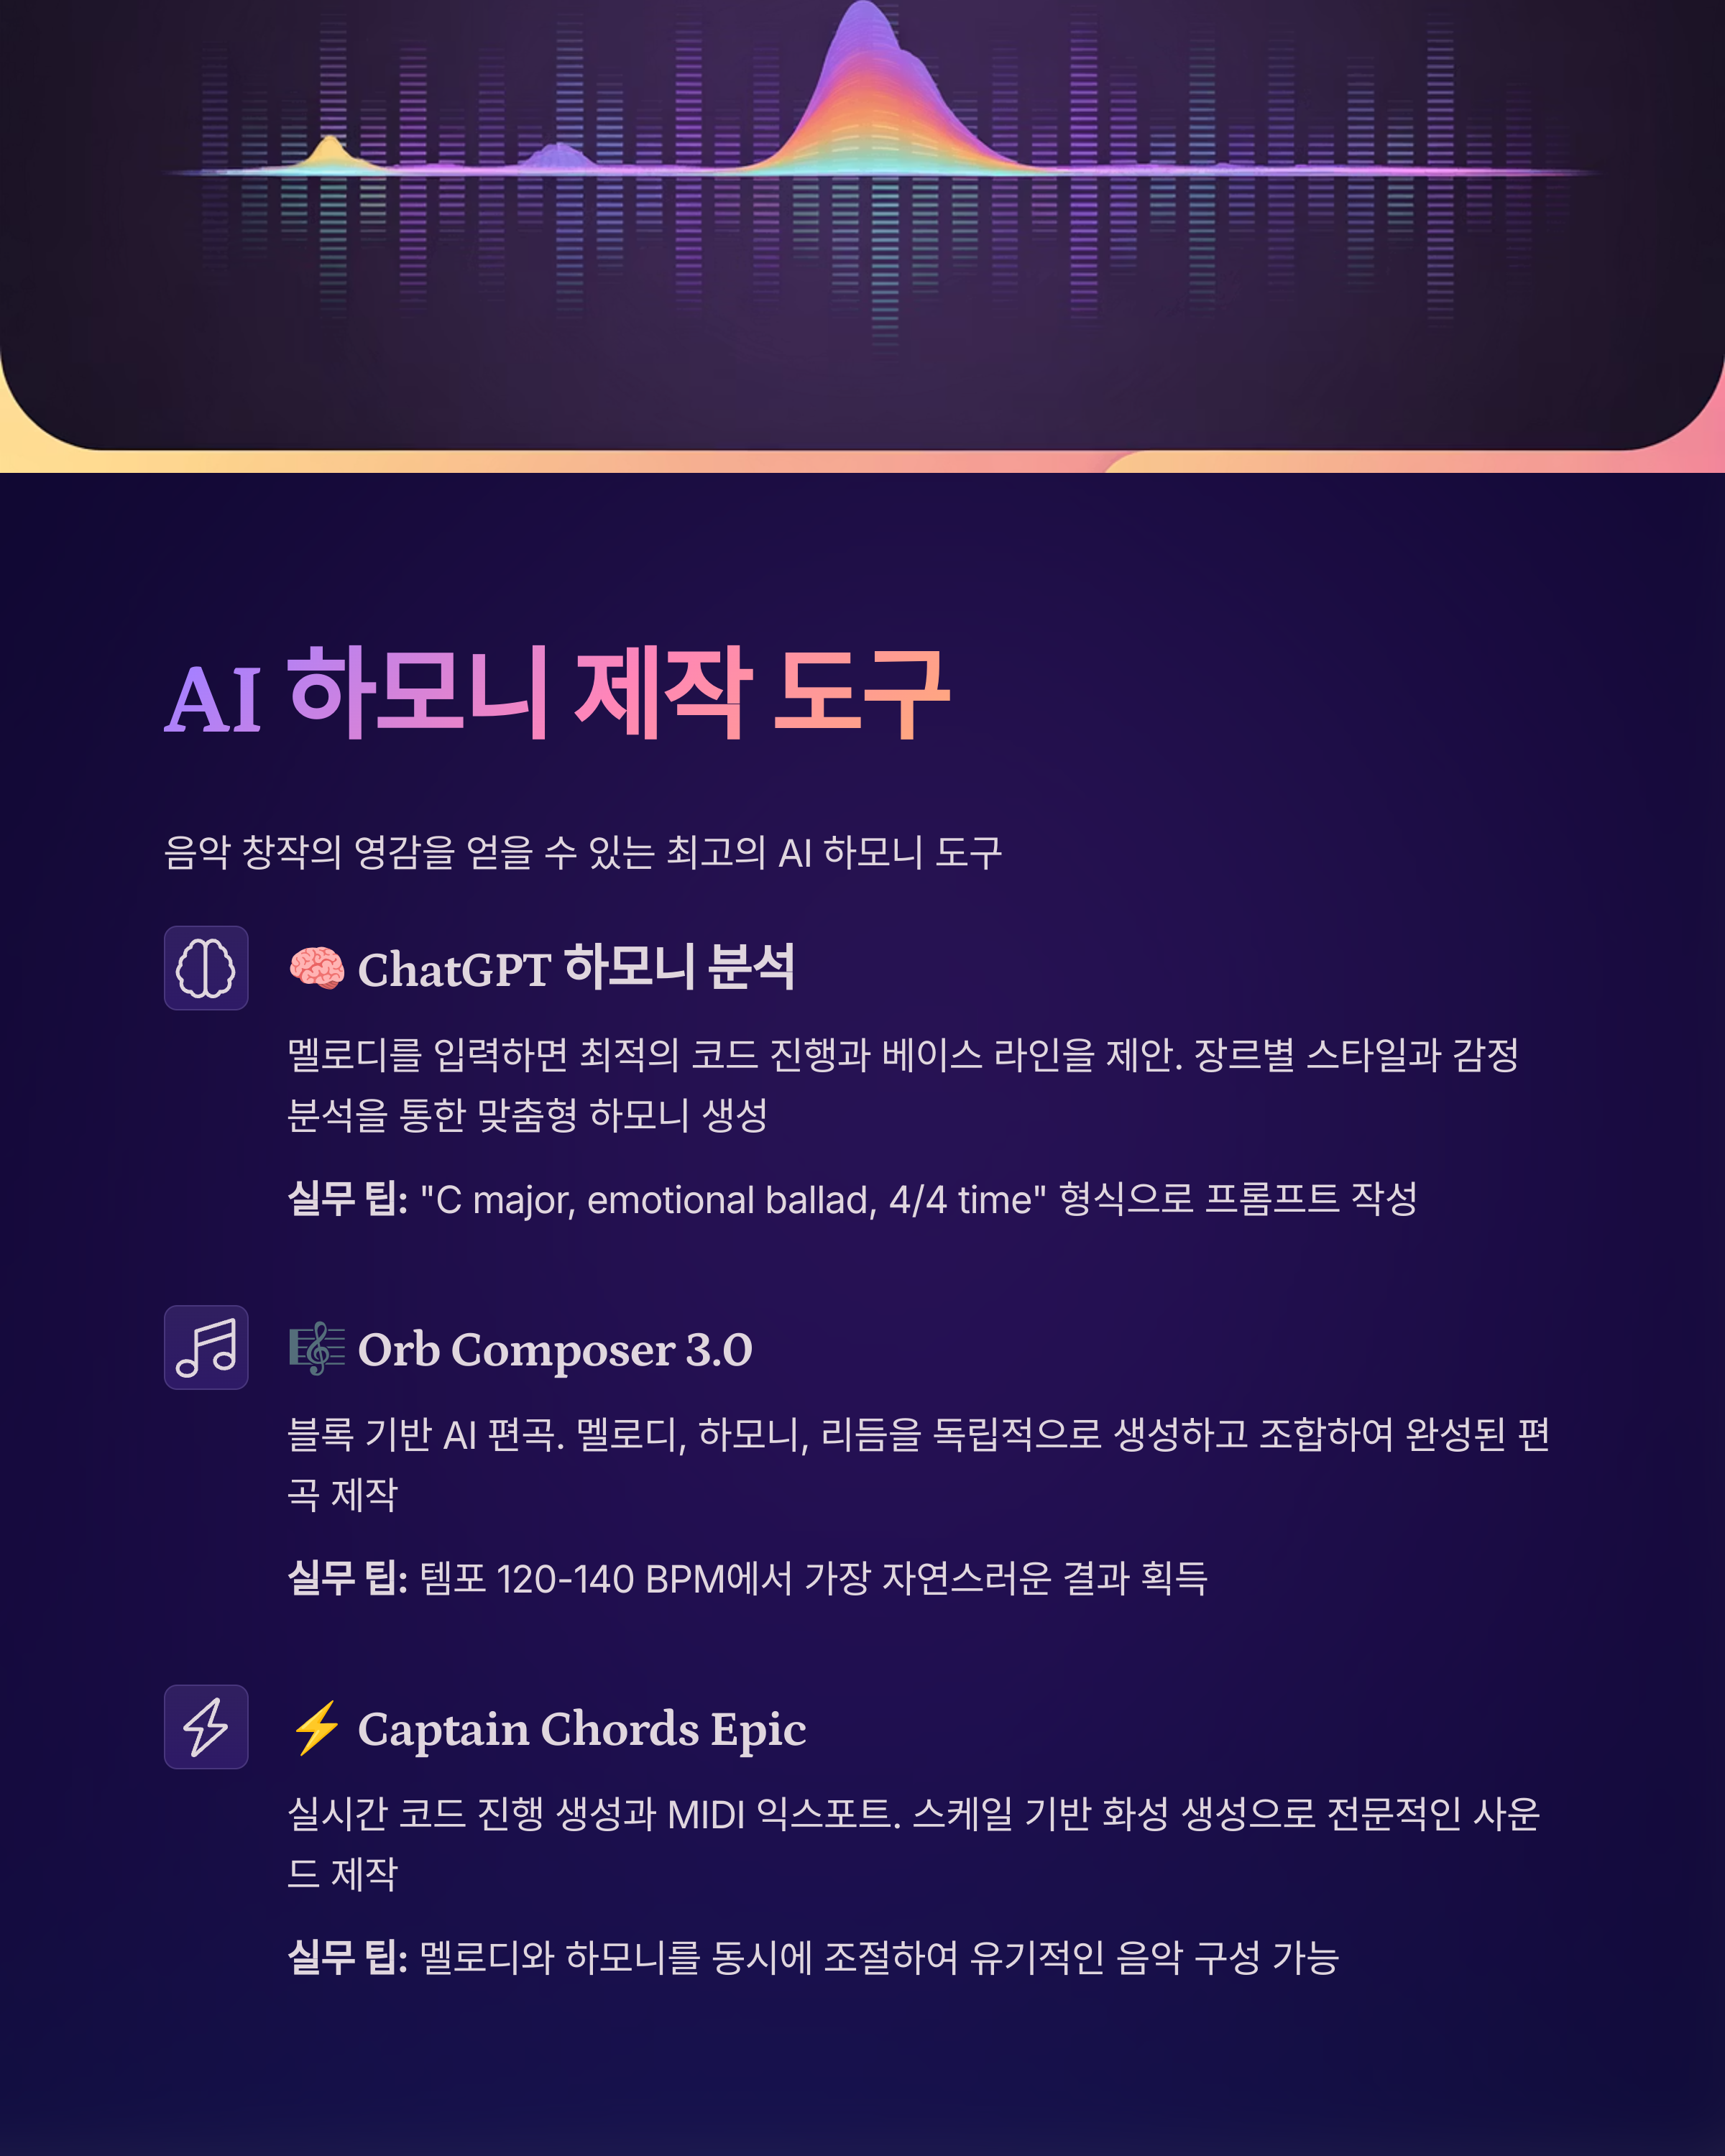 AI 하모니 제작 도구
음악 창작의 영감을 얻을 수 있는 최고의 AI 하모니 도구
🧠 ChatGPT 하모니 분석
멜로디를 입력하면 최적의 코드 진행과 베이스 라인을 제안. 장르별 스타일과 감정
분석을 통한 맞춤형 하모니 생성
실무 팁: "C major, emotional ballad, 4/4 time" 형식으로 프롬프트 작성
🎼 Orb Composer 3.0
블록 기반 AI 편곡. 멜로디, 하모니, 리듬을 독립적으로 생성하고 조합하여 완성된 편
곡 제작
실무 팁: 템포 120-140 BPM에서 가장 자연스러운 결과 획득
⚡ Captain Chords Epic
실시간 코드 진행 생성과 MIDI 익스포트. 스케일 기반 화성 생성으로 전문적인 사운
드 제작
실무 팁: 멜로디와 하모니를 동시에 조절하여 유기적인 음악 구성 가능